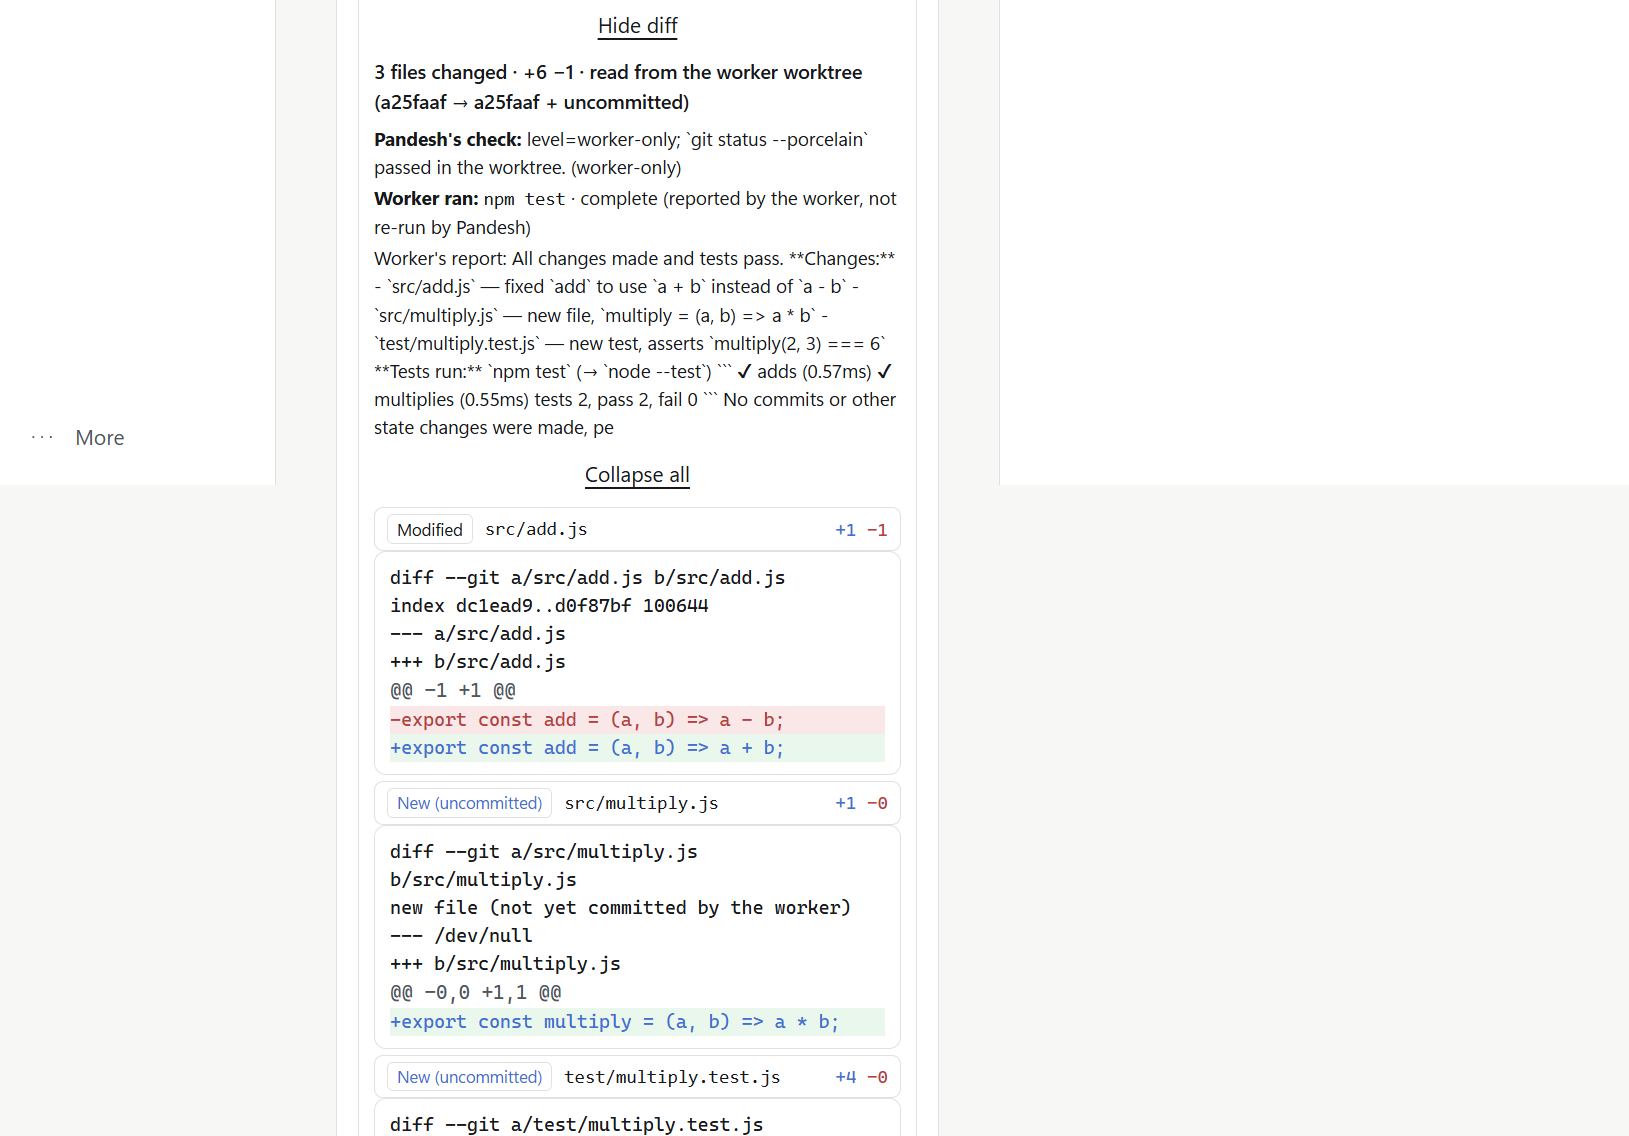 Hide diff
3 files changed · +6 −1 · read from the worker worktree
(a25faaf → a25faaf + uncommitted)
Pandesh's check: level=worker-only; `git status --porcelain`
passed in the worktree. (worker-only)
Worker ran: npm test · complete (reported by the worker, not
re-run by Pandesh)
Worker's report: All changes made and tests pass. **Changes:**
- `src/add.js` — fixed `add` to use `a + b` instead of `a - b` -
`src/multiply.js` — new file, `multiply = (a, b) => a * b` -
`test/multiply.test.js` — new test, asserts `multiply(2, 3) === 6`
**Tests run:** `npm test` (→ `node --test`) ``` ✔ adds (0.57ms) ✔
multiplies (0.55ms) tests 2, pass 2, fail 0 ``` No commits or other
state changes were made, pe
··· More
Collapse all
Modified src/add.js +1 −1
diff --git a/src/add.js b/src/add.js
index dc1ead9..d0f87bf 100644
--- a/src/add.js
+++ b/src/add.js
@@ -1 +1 @@
-export const add = (a, b) => a - b;
+export const add = (a, b) => a + b;
New (uncommitted) src/multiply.js +1 −0
diff --git a/src/multiply.js
b/src/multiply.js
new file (not yet committed by the worker)
--- /dev/null
+++ b/src/multiply.js
@@ -0,0 +1,1 @@
+export const multiply = (a, b) => a * b;
New (uncommitted) test/multiply.test.js +4 −0
diff --git a/test/multiply.test.js